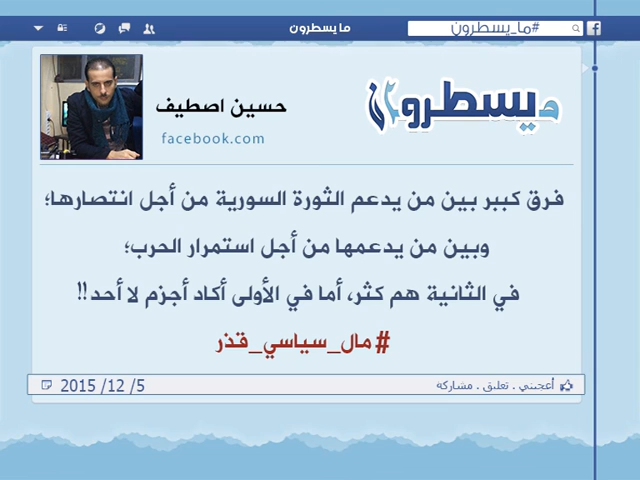 #ما_يسطرون
ما يسطرون
ما يسطرون
حسين اصطيف
facebook.com
فرق كبير بين من يدعم الثورة السورية من أجل انتصارها؛
وبين من يدعمها من أجل استمرار الحرب؛
في الثانية هم كثر، أما في الأولى أكاد أجزم لا أحد!!
#مال_سياسي_قذر
أعجبني . تعليق . مشاركه
2015 /12 /5